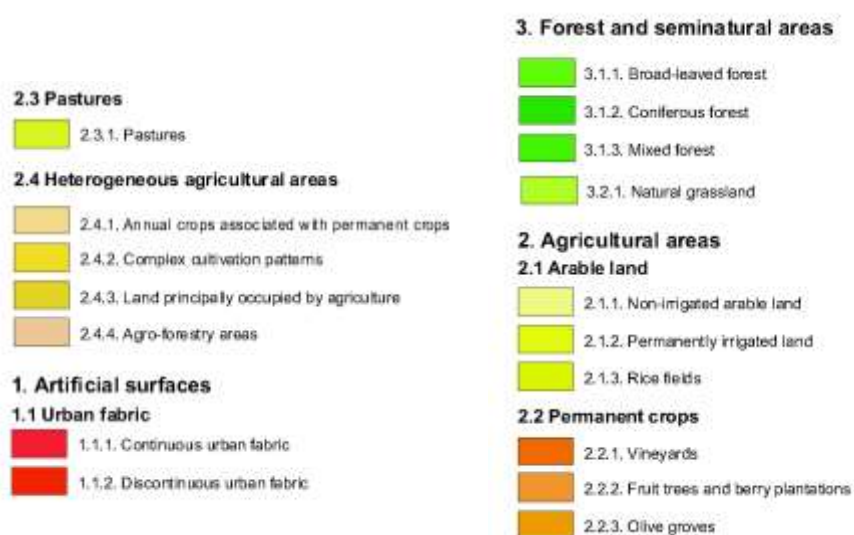 2.3 Pastures
2.3.1. Pastures
2.4 Heterogeneous agricultural areas
2.4.1. Annual crops associated with permanent crops
2.4.2. Complex cultivation patterns
2.4.3. Land principally occupied by agriculture
2.4.4. Agro-forestry areas
1. Artificial surfaces
1.1 Urban fabric
1.1.1. Continuous urban fabric
1.1.2. Discontinuous urban fabric
3. Forest and seminatural areas
3.1.1. Broad-leaved forest
3.1.2. Coniferous forest
3.1.3. Mixed forest
3.2.1. Natural grassland
2. Agricultural areas
2.1 Arable land
2.1.1. Non-irrigated arable land
2.1.2. Permanently irrigated land
2.1.3. Rice fields
2.2 Permanent crops
2.2.1. Vineyards
2.2.2. Fruit trees and berry plantations
2.2.3. Olive groves